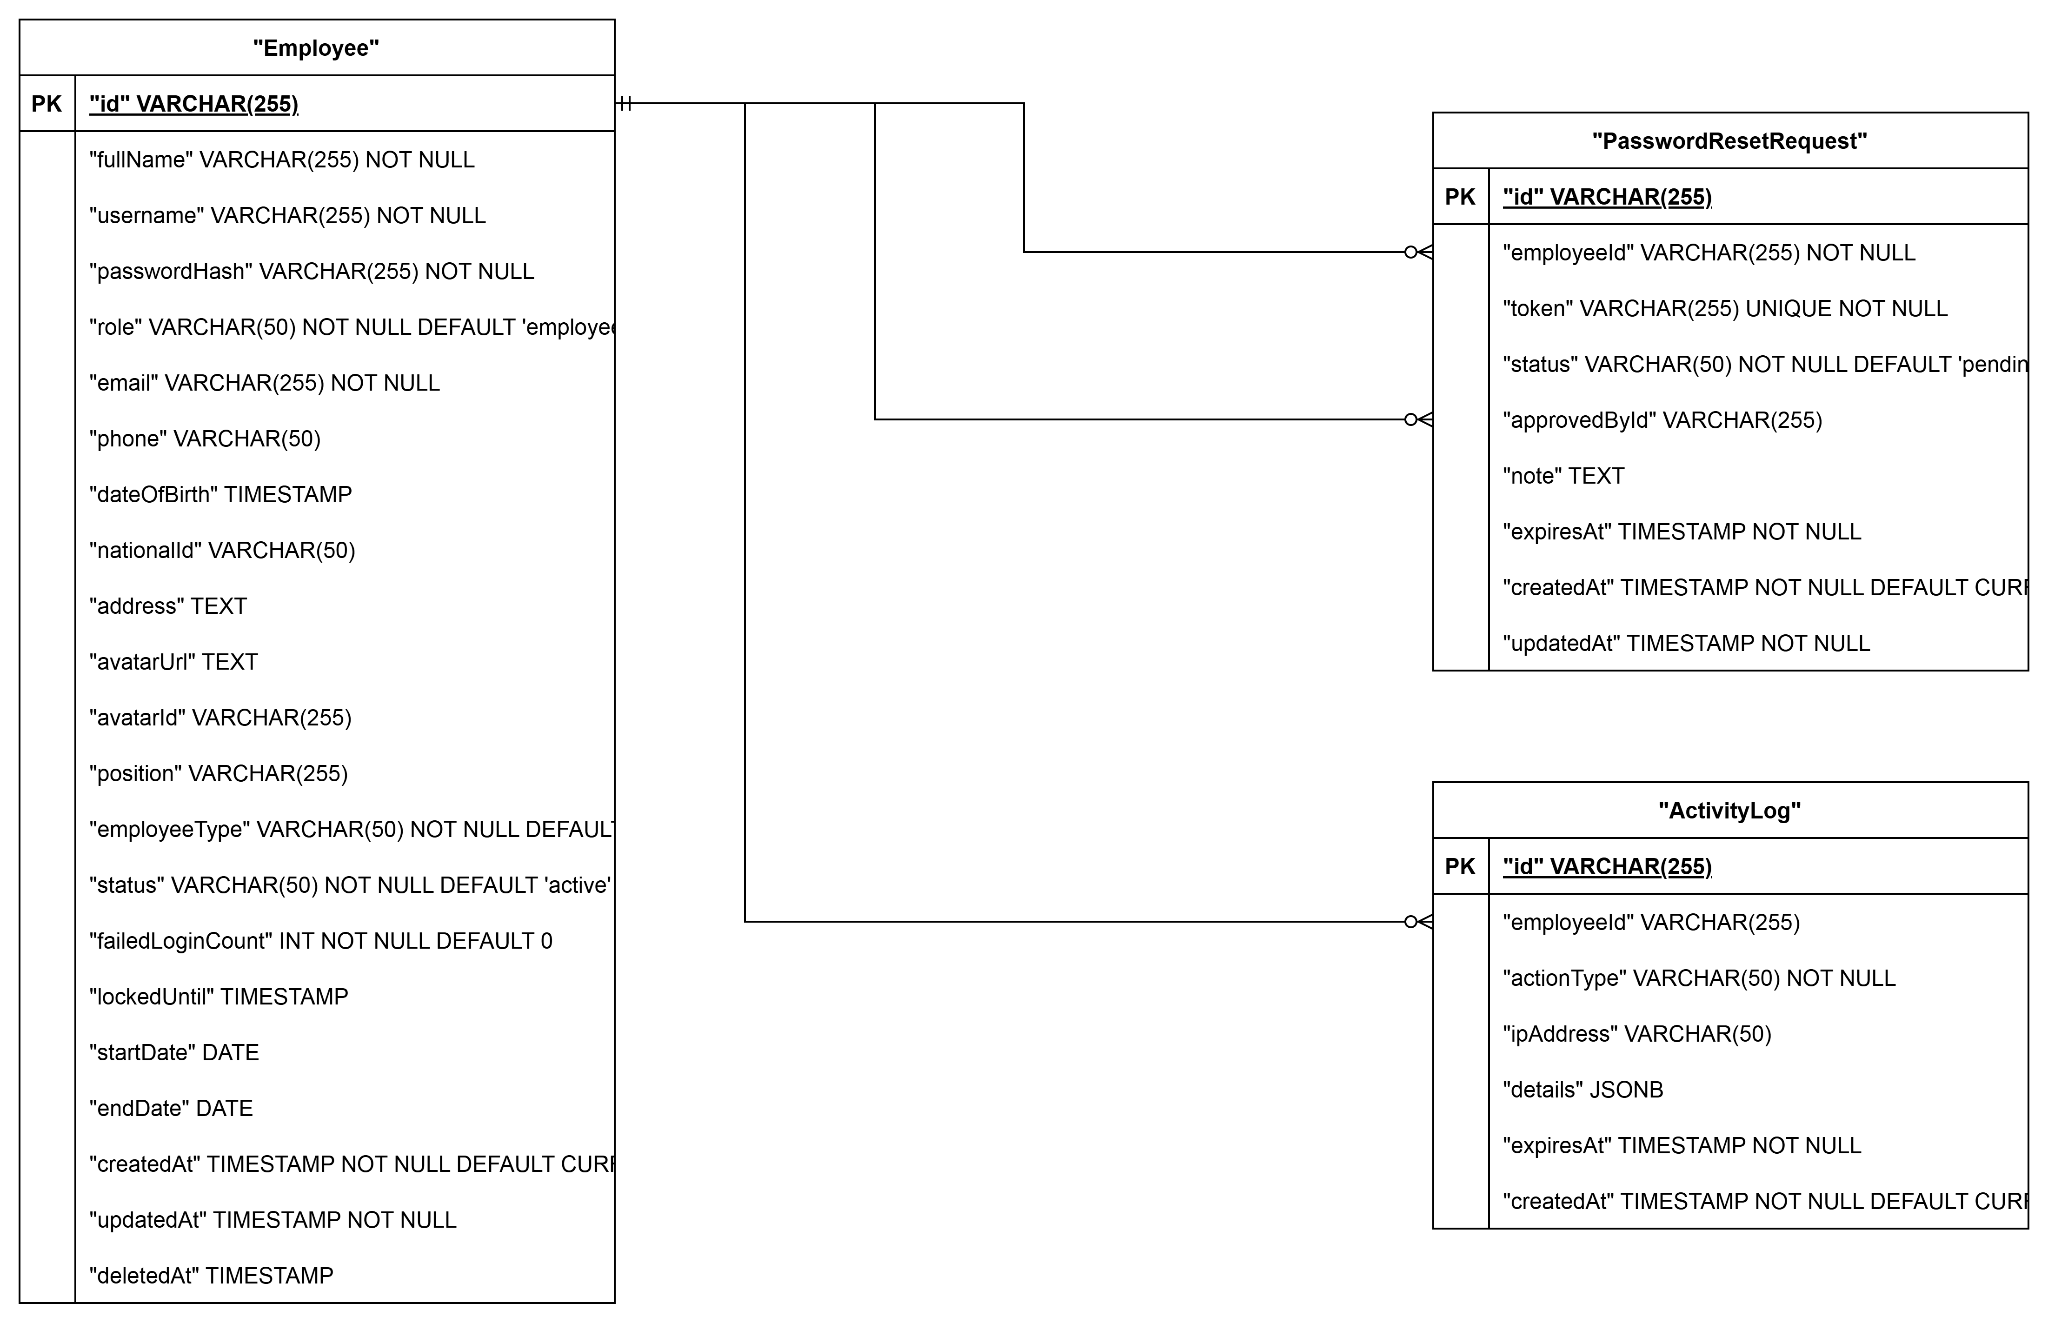 "Employee"
PK "id" VARCHAR(255)
"fullName" VARCHAR(255) NOT NULL
"username" VARCHAR(255) NOT NULL
"passwordHash" VARCHAR(255) NOT NULL
"role" VARCHAR(50) NOT NULL DEFAULT 'employee
"email" VARCHAR(255) NOT NULL
"phone" VARCHAR(50)
"dateOfBirth" TIMESTAMP
"nationalId" VARCHAR(50)
"address" TEXT
"avatarUrl" TEXT
"avatarId" VARCHAR(255)
"position" VARCHAR(255)
"employeeType" VARCHAR(50) NOT NULL DEFAULT
"status" VARCHAR(50) NOT NULL DEFAULT 'active'
"failedLoginCount" INT NOT NULL DEFAULT 0
"lockedUntil" TIMESTAMP
"startDate" DATE
"endDate" DATE
"createdAt" TIMESTAMP NOT NULL DEFAULT CURR
"updatedAt" TIMESTAMP NOT NULL
"deletedAt" TIMESTAMP
"PasswordResetRequest"
PK "id" VARCHAR(255)
"employeeId" VARCHAR(255) NOT NULL
"token" VARCHAR(255) UNIQUE NOT NULL
"status" VARCHAR(50) NOT NULL DEFAULT 'pendin
"approvedById" VARCHAR(255)
"note" TEXT
"expiresAt" TIMESTAMP NOT NULL
"createdAt" TIMESTAMP NOT NULL DEFAULT CURR
"updatedAt" TIMESTAMP NOT NULL
"ActivityLog"
PK "id" VARCHAR(255)
"employeeId" VARCHAR(255)
"actionType" VARCHAR(50) NOT NULL
"ipAddress" VARCHAR(50)
"details" JSONB
"expiresAt" TIMESTAMP NOT NULL
"createdAt" TIMESTAMP NOT NULL DEFAULT CURR